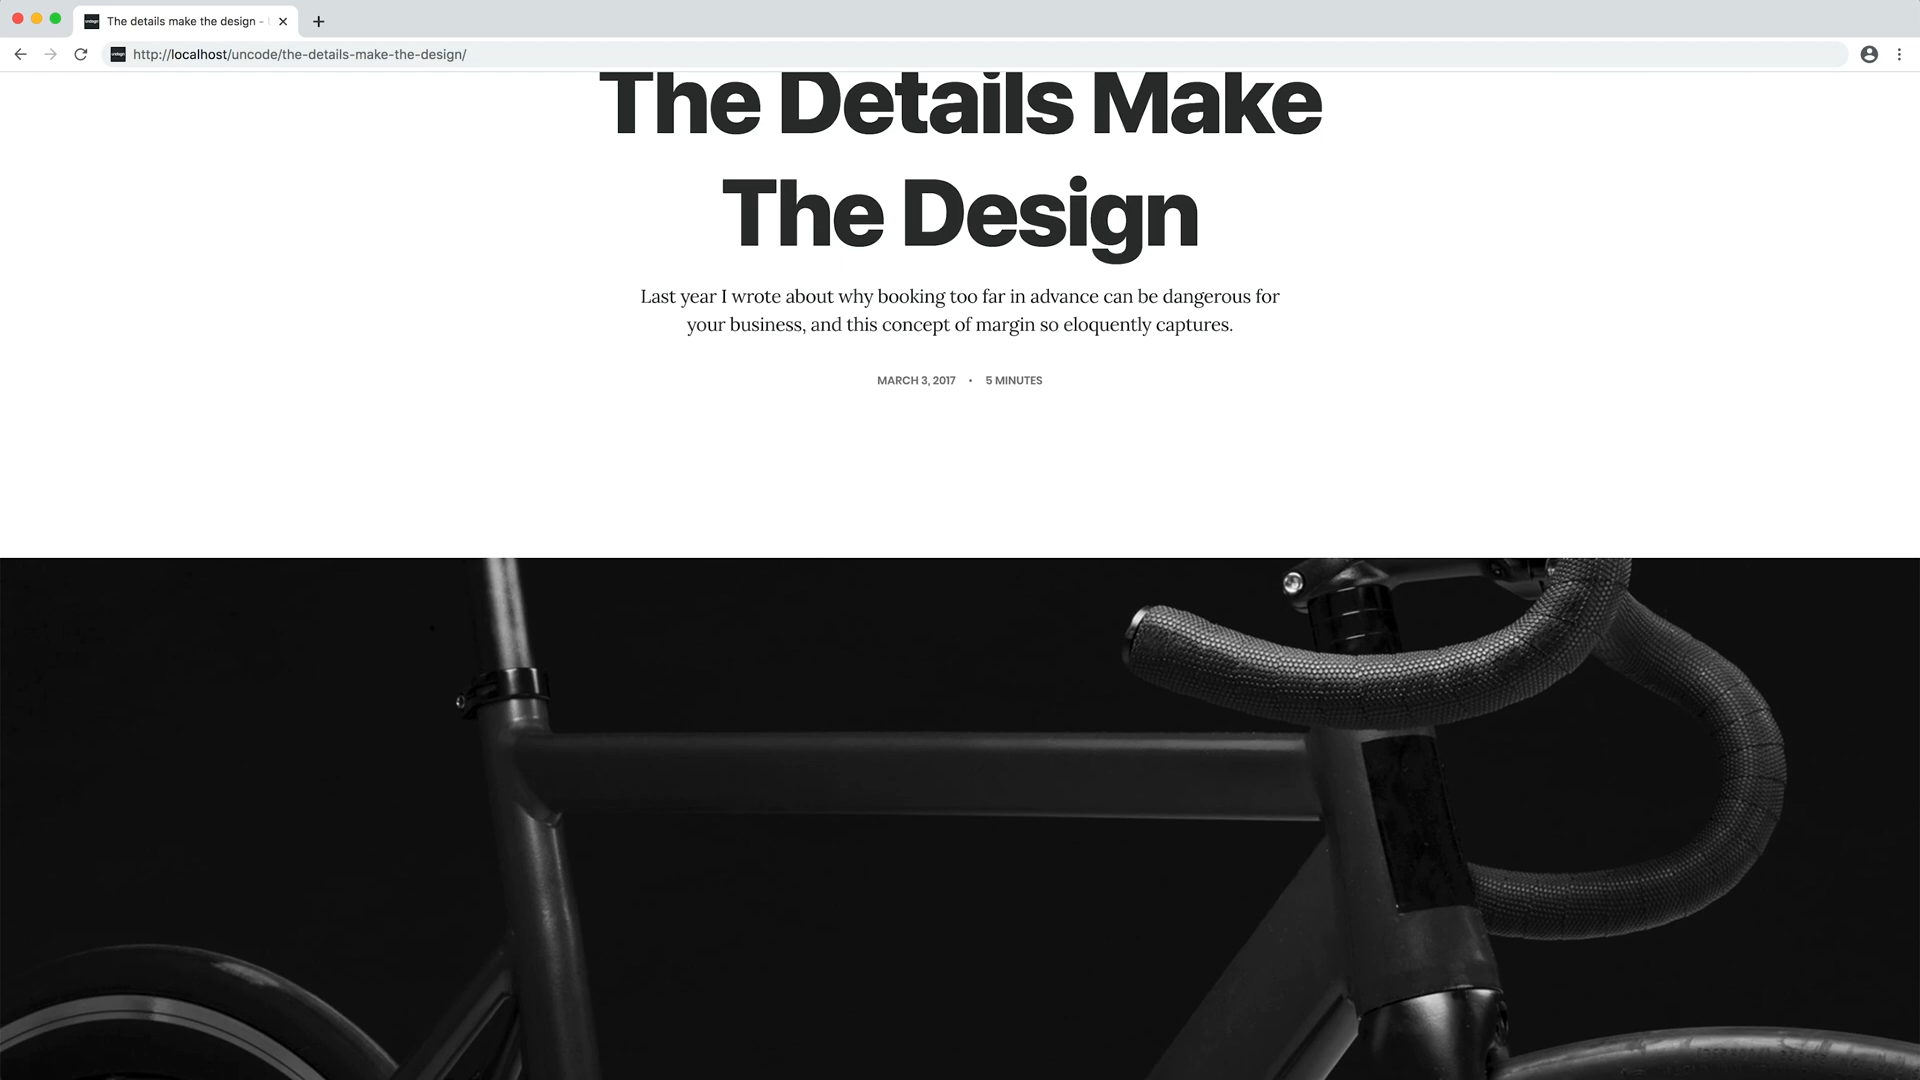 The details make the design -
http://localhost/uncode/the-details-make-the-design/
The Details Make
The Design
Last year I wrote about why booking too far in advance can be dangerous for
your business, and this concept of margin so eloquently captures.
MARCH 3, 2017 • 5 MINUTES